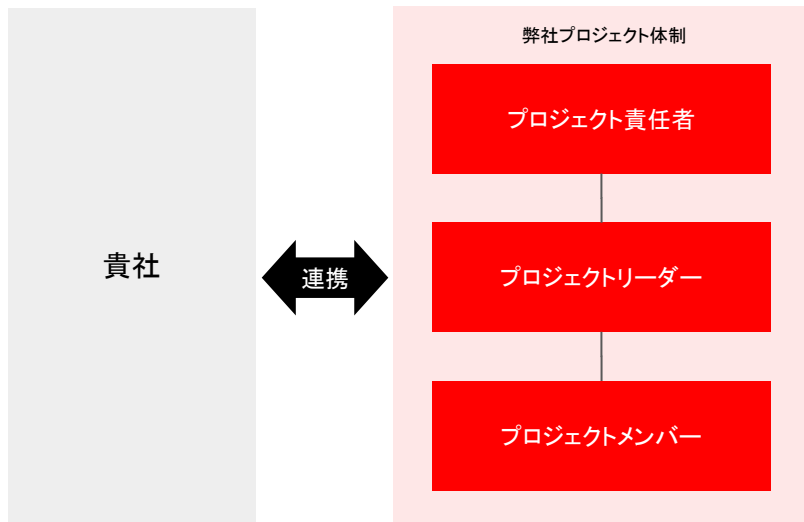 弊社プロジェクト体制
プロジェクト責任者
貴社
連携
プロジェクトリーダー
プロジェクトメンバー